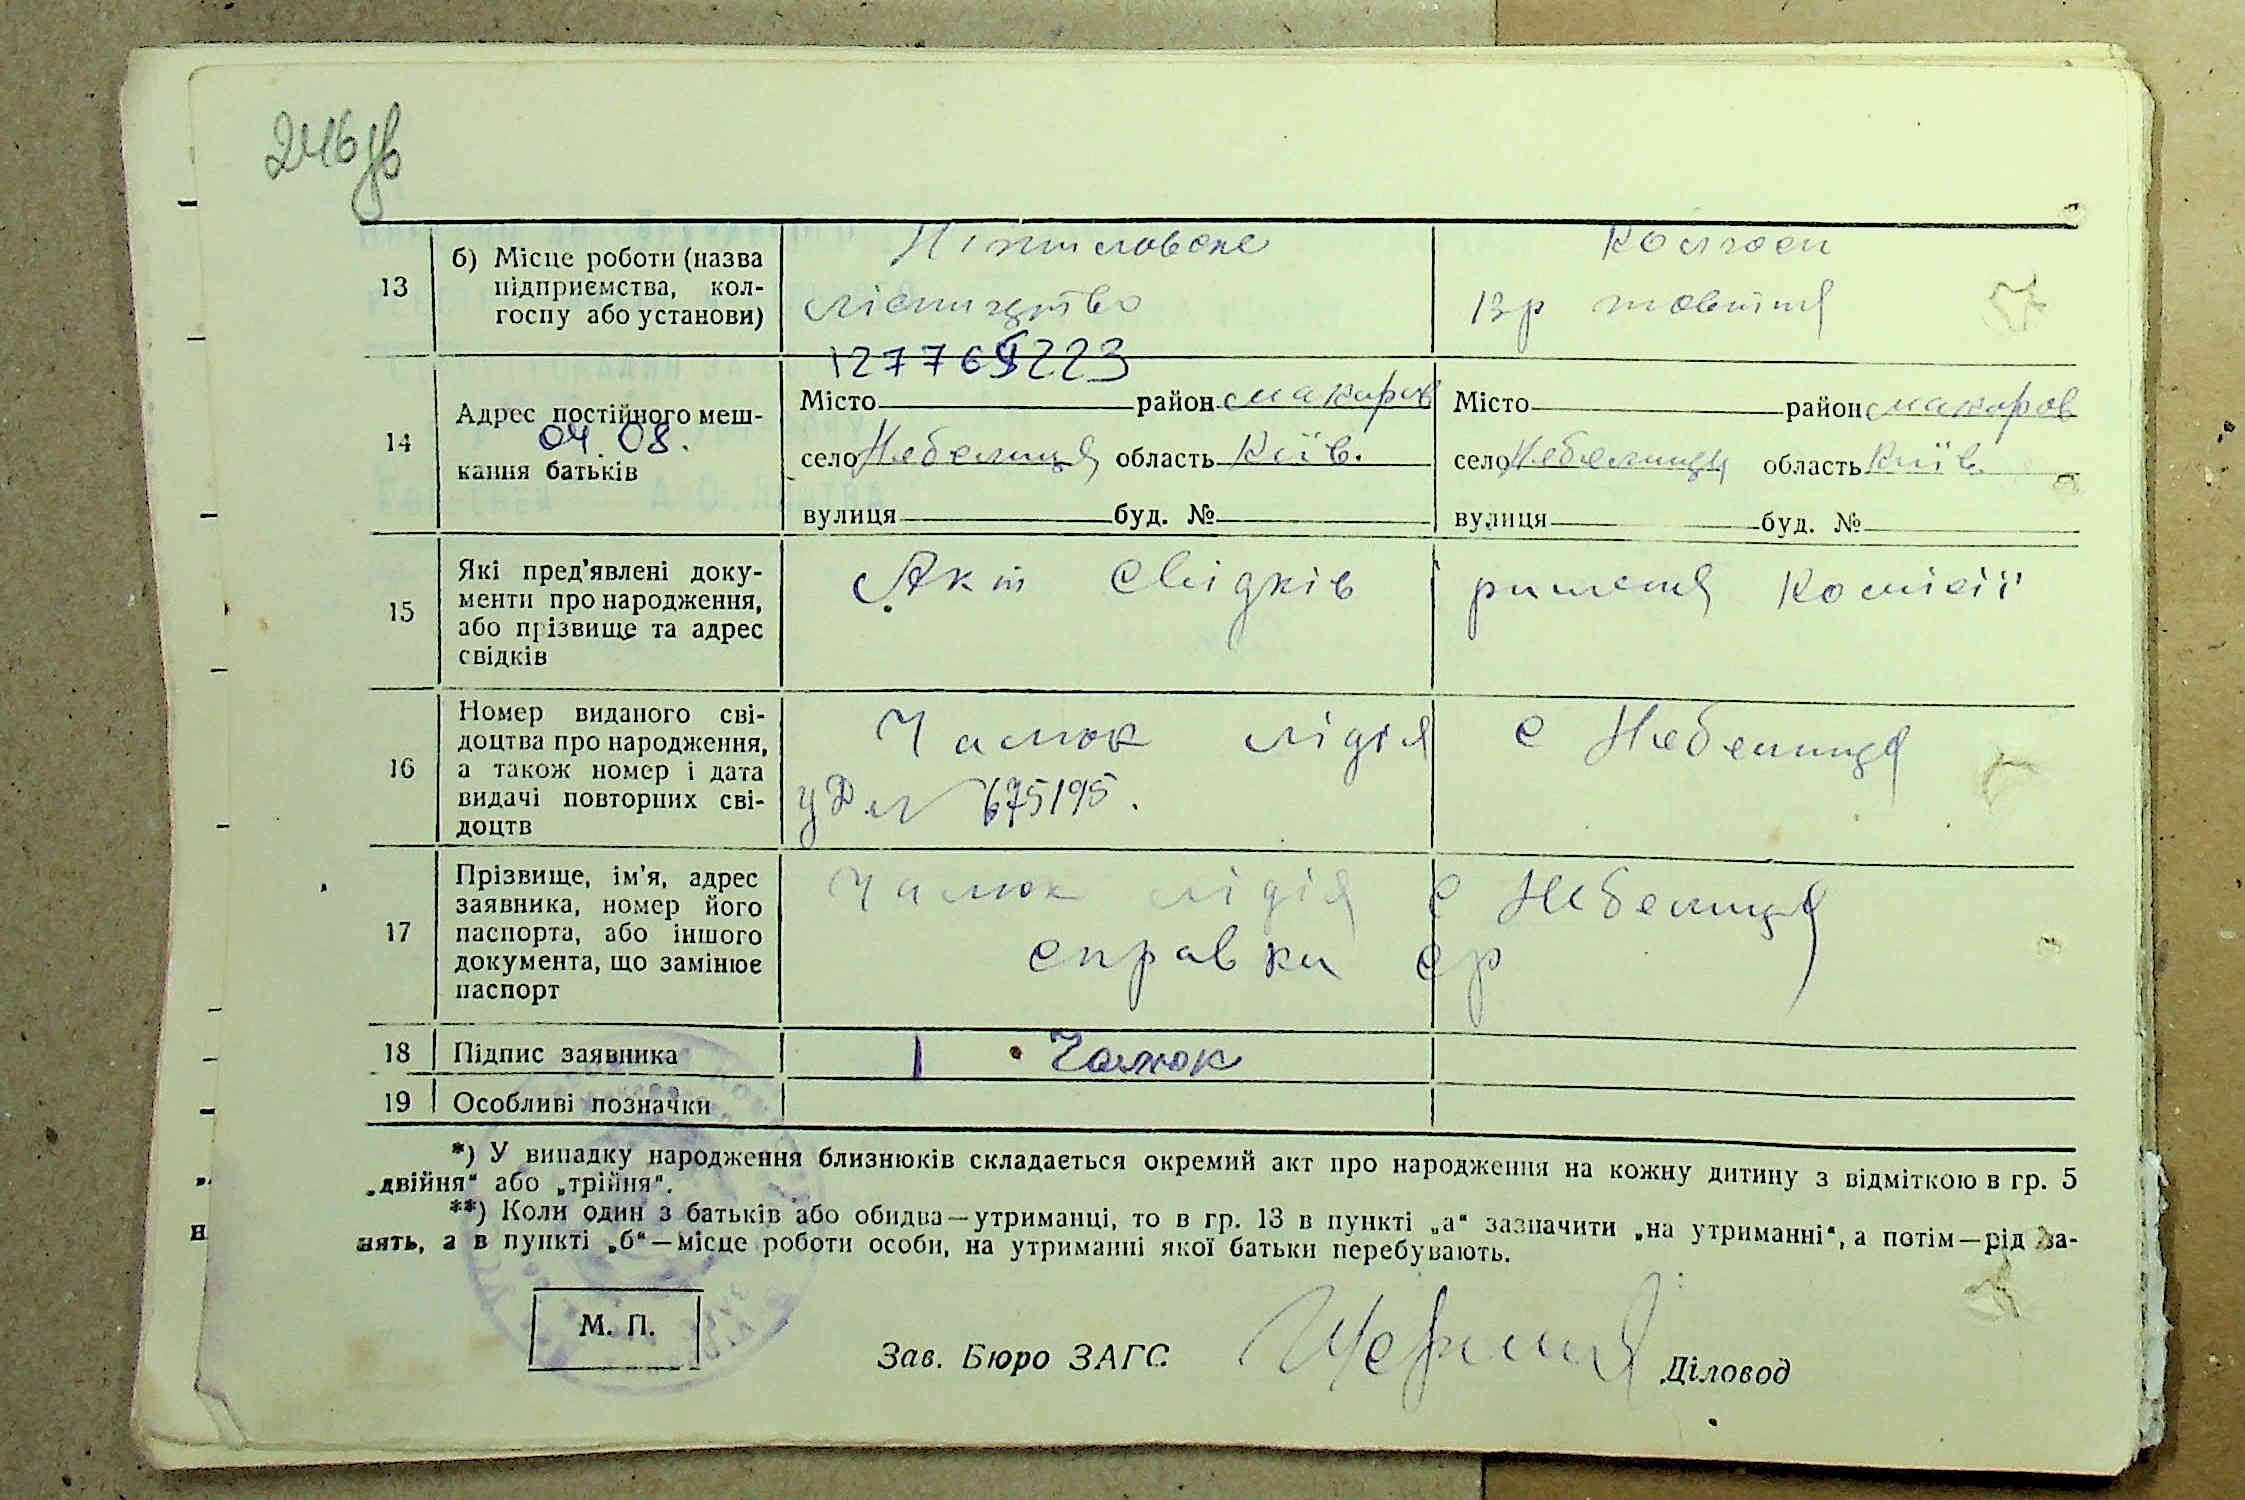 246 зв
13
б) Місце роботи (назва
підприємства, кол-
госпу або установи)
лісництво
Колгосп
1277 69223
14
Адрес постійного меш-
04.08.
кання батьків
Місто район Макаров
село Небелиця область Київ.
вулиця буд. №
Місто район Макаров
село Небелиця область Київ
вулиця буд. №
15
Які пред’явлені доку-
менти про народження,
або прізвище та адрес
свідків
Акт свідків
рішення комісії
16
Номер виданого сві-
доцтва про народження,
а також номер і дата
видачі повторних сві-
доцтв
Чамюк Лідія с Небелиця
675195.
17
Прізвище, ім’я, адрес
заявника, номер його
паспорта, або іншого
документа, що замінює
паспорт
Чамюк Лідія с Небелиця
справки ср
18
Підпис заявника
Чамюк
19
Особливі позначки
*) У випадку народження близнюків складається окремий акт про народження на кожну дитину з відміткою в гр. 5
„двійня“ або „трійня“.
**) Коли один з батьків або обидва—утриманці, то в гр. 13 в пункті „а“ зазначити „на утриманні“, а потім—рід за-
нять, а в пункті „б“—місце роботи особи, на утриманні якої батьки перебувають.
М. П.
Зав. Бюро ЗАГС
Діловод